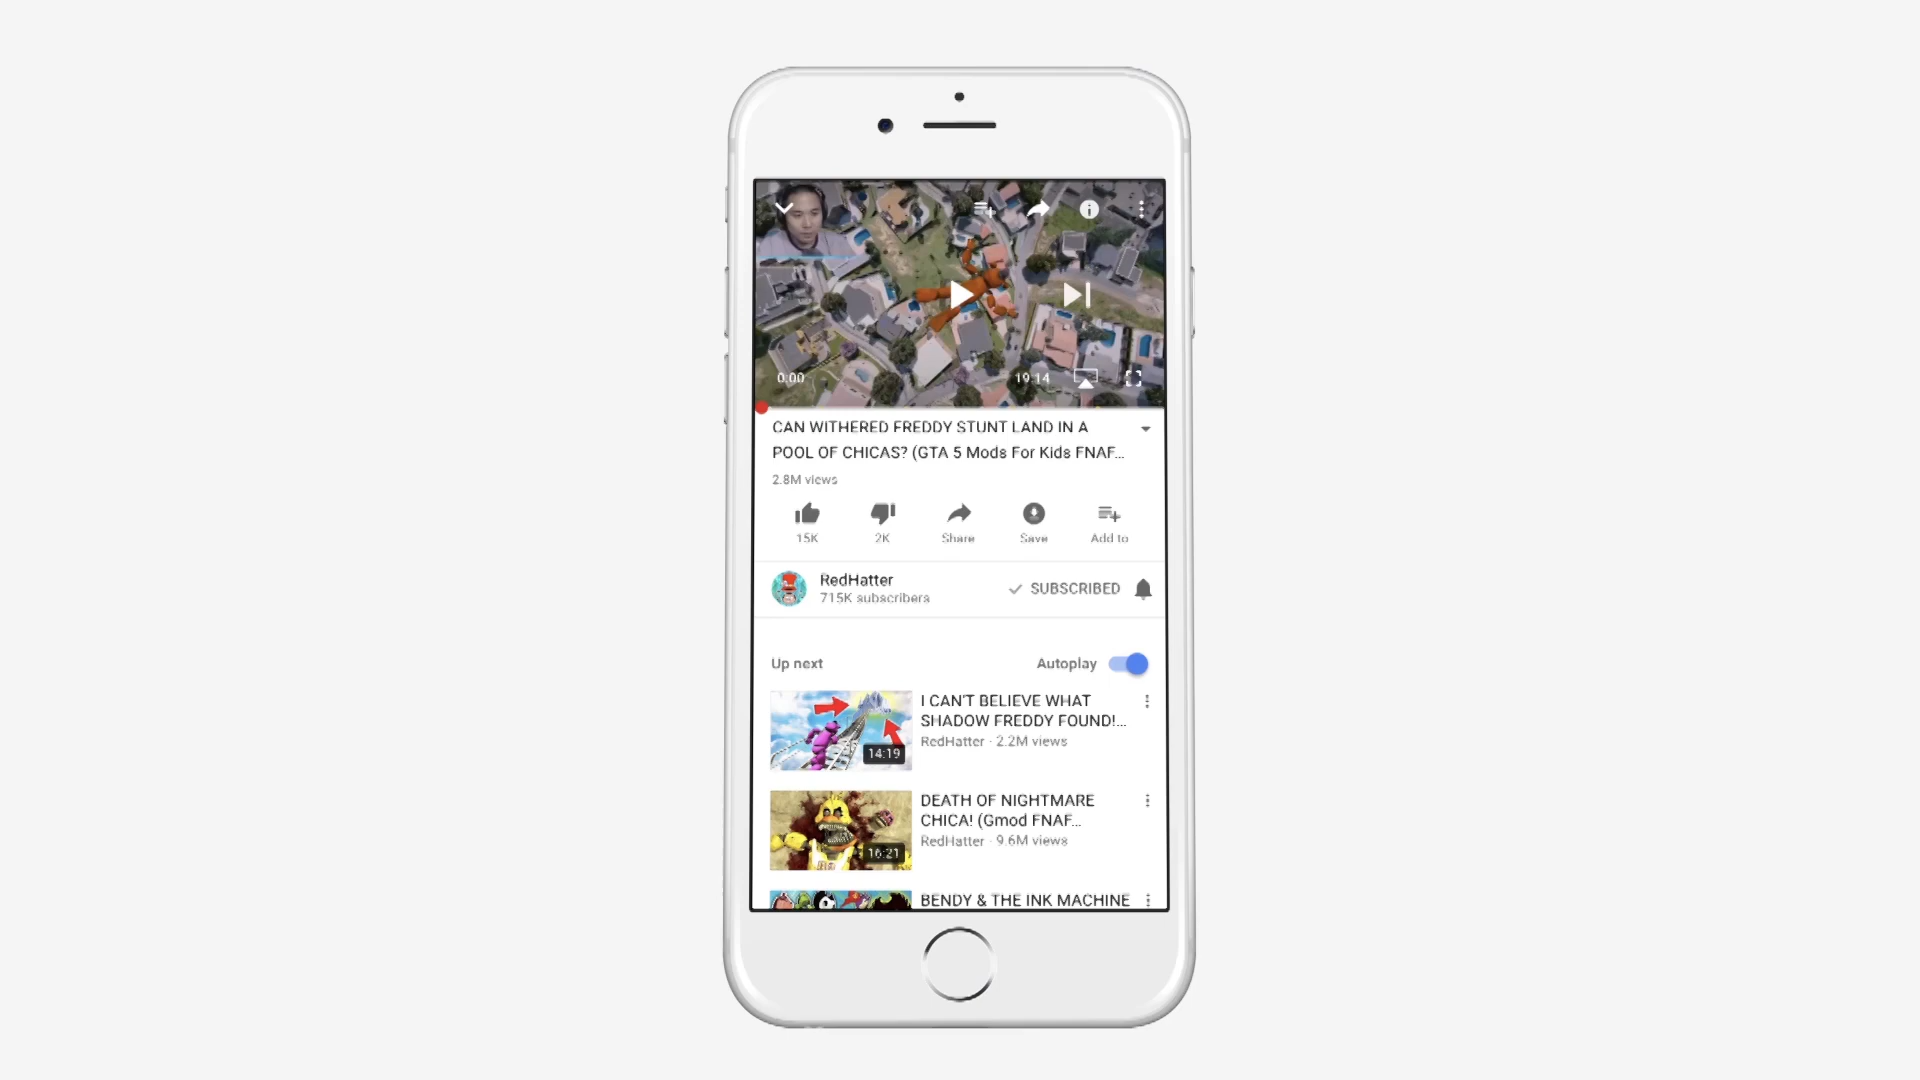 0:00
19:14
CAN WITHERED FREDDY STUNT LAND IN A
POOL OF CHICAS? (GTA 5 Mods For Kids FNAF...
2.8M views
15K
2K
Share
Save
Add to
RedHatter
715K subscribers
SUBSCRIBED
Up next
Autoplay
I CAN'T BELIEVE WHAT
SHADOW FREDDY FOUND!...
RedHatter · 2.2M views
14:19
DEATH OF NIGHTMARE
CHICA! (Gmod FNAF...
RedHatter · 9.6M views
16:21
BENDY & THE INK MACHINE